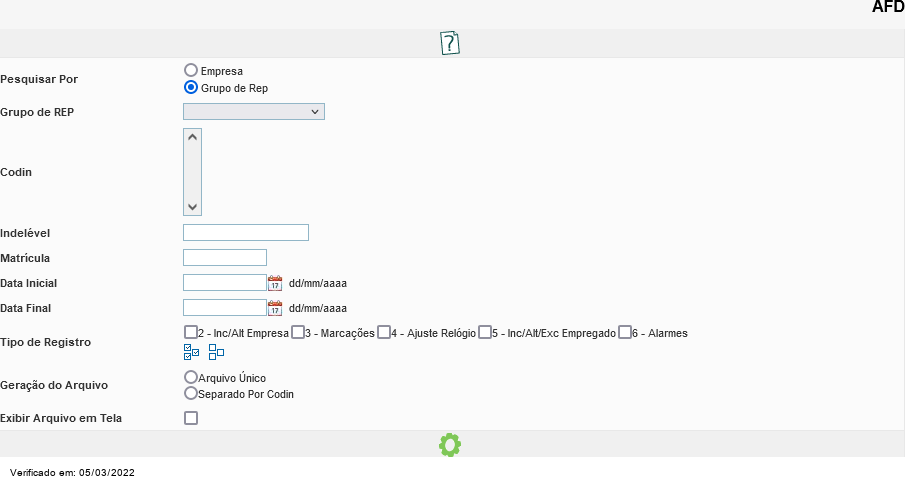 AFD
Pesquisar Por
Empresa
Grupo de Rep
Grupo de REP
Codin
Indelével
Matrícula
Data Inicial 17 dd/mm/aaaa
Data Final 17 dd/mm/aaaa
Tipo de Registro
2 - Inc/Alt Empresa 3 - Marcações 4 - Ajuste Relógio 5 - Inc/Alt/Exc Empregado 6 - Alarmes
Geração do Arquivo
Arquivo Único
Separado Por Codin
Exibir Arquivo em Tela
Verificado em: 05/03/2022